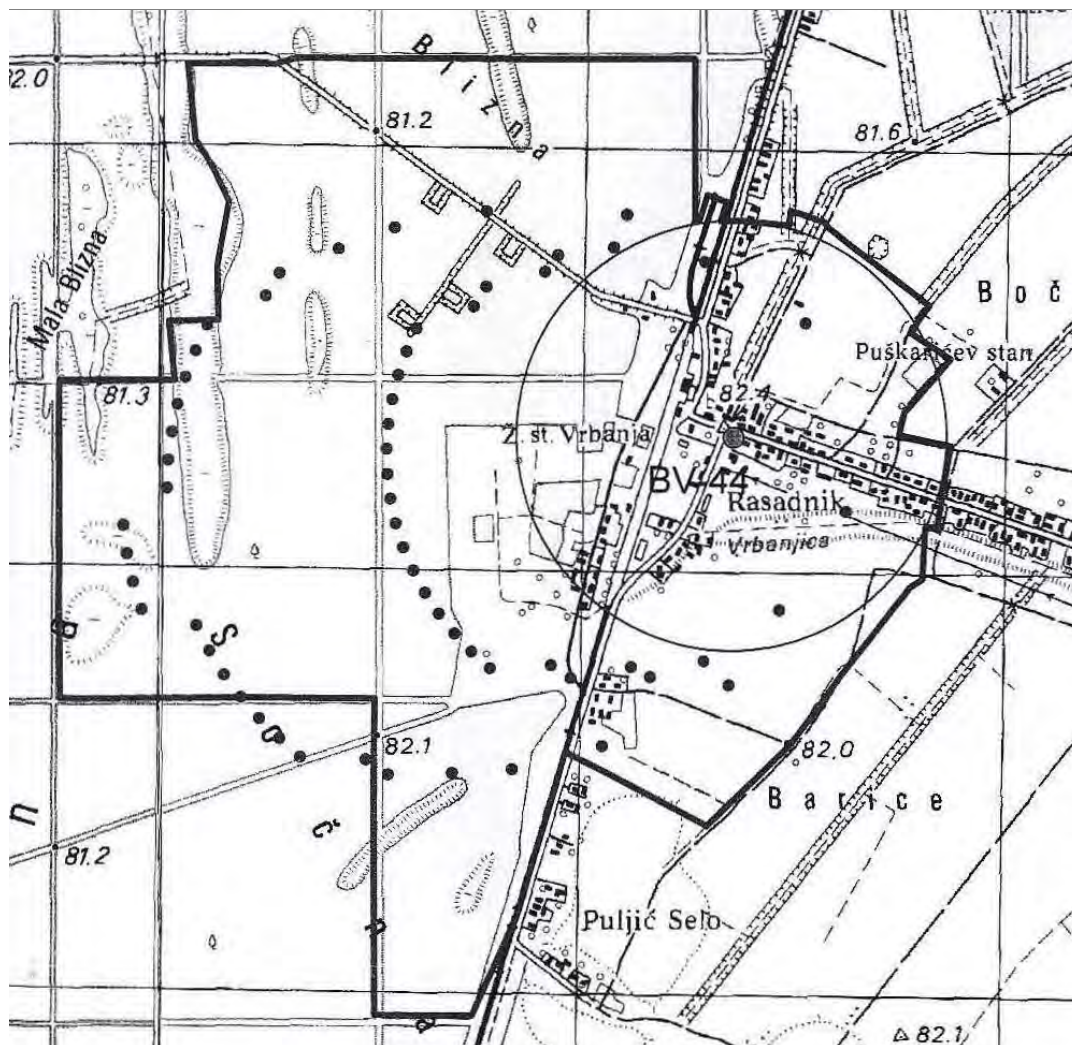 Blizna
82.0
81.2
81.6
Mala Blizna
Boč
Puškarićev stan
81.3
82.4
Ž. st. Vrbanja
BV-44
Rasadnik
Vrbanjica
82.1
82.0
Barice
81.2
Puljić Selo
82.1